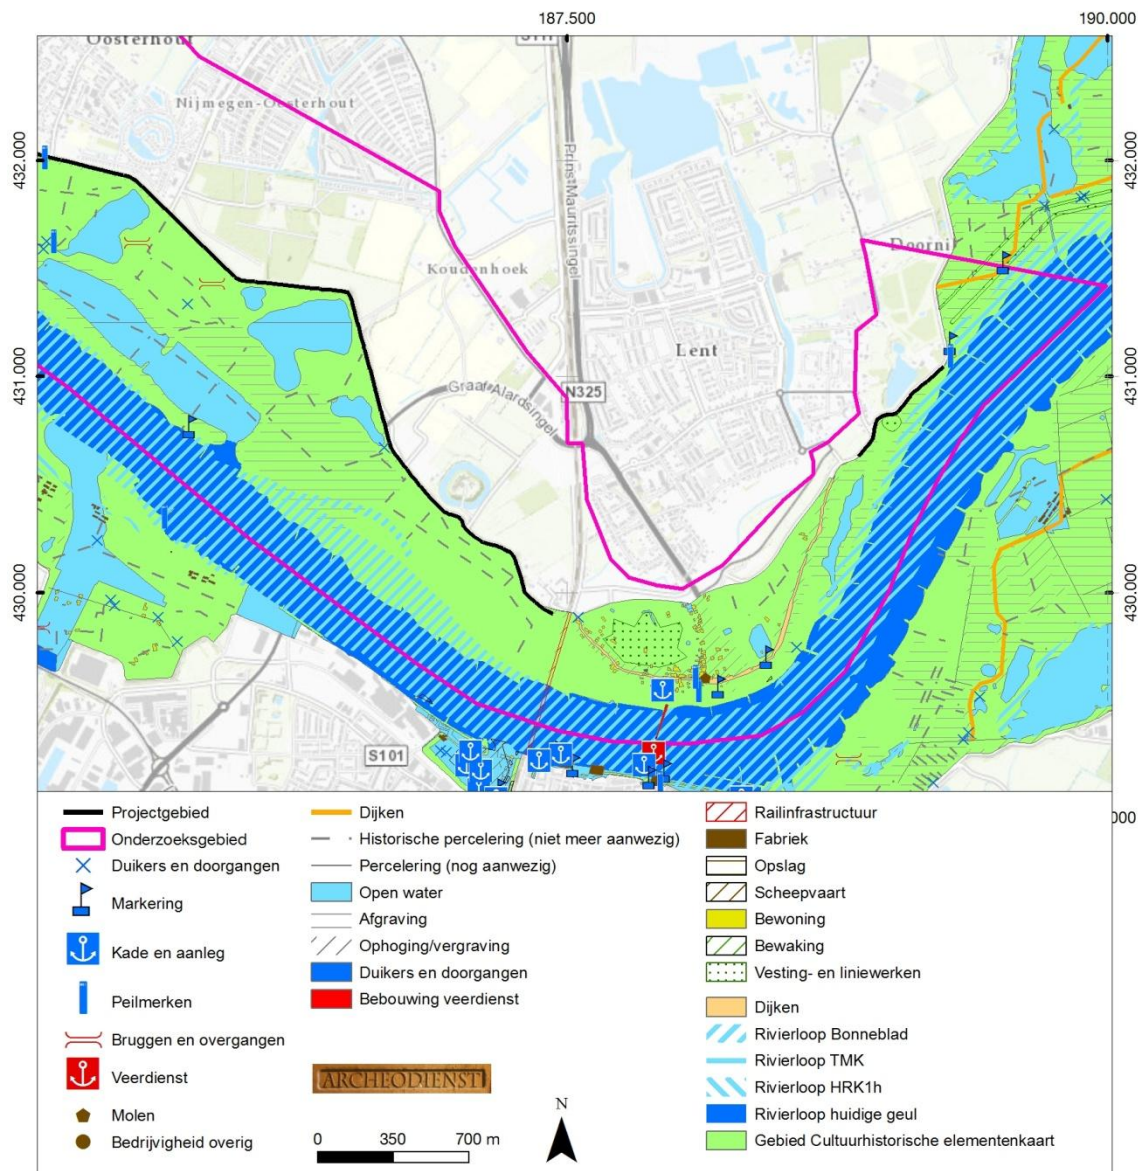 187.500
190.000
Oosterhout
S111
Nijmegen-Oosterhout
432.000
432.000
Prins Mauritssingel
Doornik
Koudenhoek
Lent
431.000
431.000
N325
Graaf Alardsingel
430.000
430.000
S101
000
Projectgebied
Onderzoeksgebied
Duikers en doorgangen
Markering
Kade en aanleg
Peilmerken
Bruggen en overgangen
Veerdienst
Molen
Bedrijvigheid overig
Dijken
Historische percelering (niet meer aanwezig)
Percelering (nog aanwezig)
Open water
Afgraving
Ophoging/vergraving
Duikers en doorgangen
Bebouwing veerdienst
ARCHEODIENST
0 350 700 m
N
Railinfrastructuur
Fabriek
Opslag
Scheepvaart
Bewoning
Bewaking
Vesting- en liniewerken
Dijken
Rivierloop Bonneblad
Rivierloop TMK
Rivierloop HRK1h
Rivierloop huidige geul
Gebied Cultuurhistorische elementenkaart